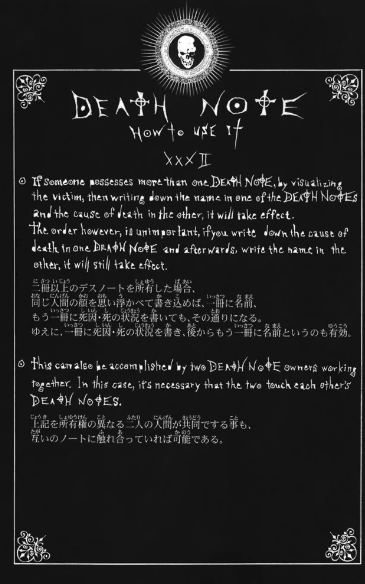 DEATH NOTE
How to USE It
XXXII
If someone possesses more than one DEATH NOTE, by visualizing
the victim, then writing down the name in one of the DEATH NOTEs
and the cause of death in the other, it will take effect.
The order however, is unimportant, if you write down the cause of
death in one DEATH NOTE and afterwards, write the name in the
other, it will still take effect.
二冊以上のデスノートを所有した場合、
同じ人間の顔を思い浮かべて書き込めば、一冊に名前、
もう一冊に死因・死の状況を書いても、その通りになる。
ゆえに、一冊に死因・死の状況を書き、後からもう一冊に名前というのも有効。
This can also be accomplished by two DEATH NOTE owners working
together. In this case, it's necessary that the two touch each other's
DEATH NOTES.
上記を所有権の異なる二人の人間が共同でする事も、
互いのノートに触れ合っていれば可能である。